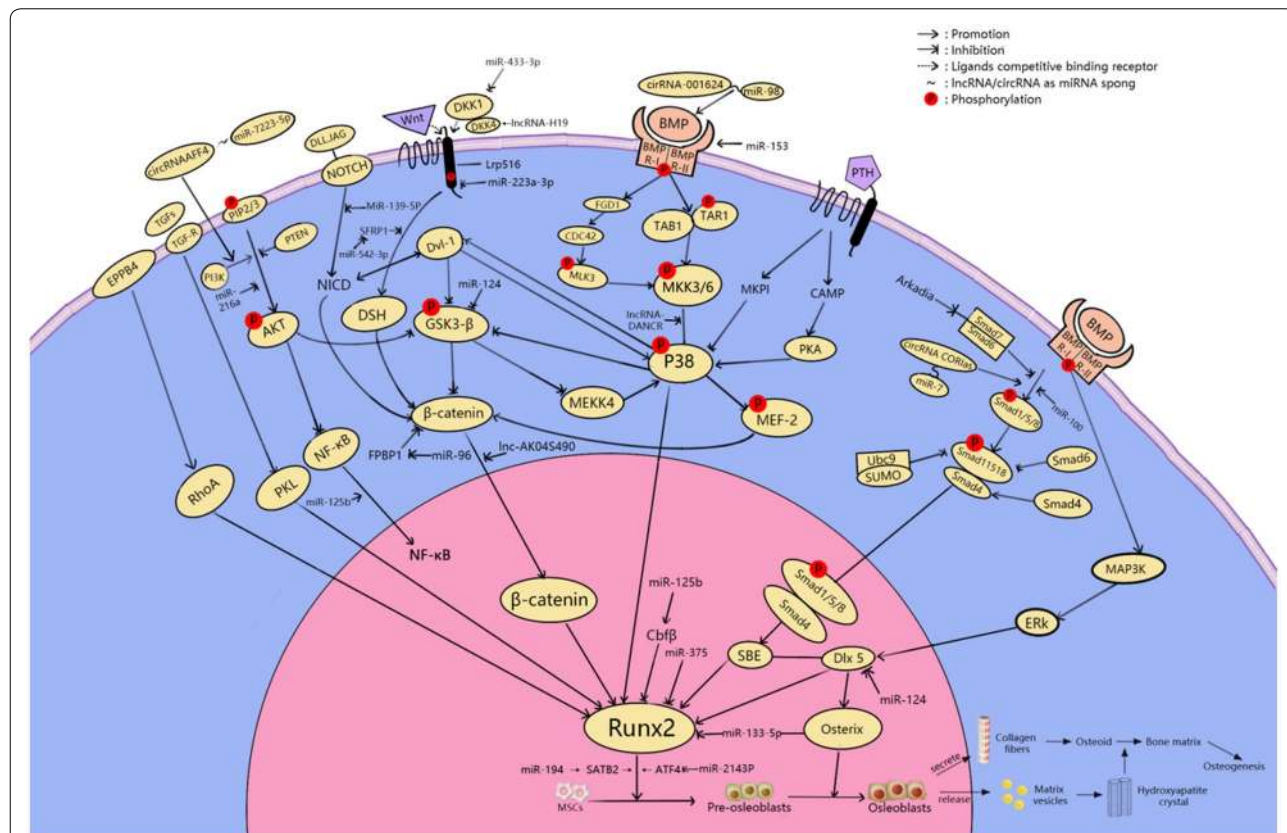 : Promotion
: Inhibition
: Ligands competitive binding receptor
~ : lncRNA/circRNA as miRNA spong
P : Phosphorylation
miR-433-3p
DKK1
DKK4
lncRNA-H19
Wnt
Lrp516
miR-223a-3p
cirRNA-001624
miR-98
BMP
BMP BMP
R-I R-II
P
miR-153
PTH
miR-7223-5p
~
circRNAAFF4
DLLJAG
NOTCH
MiR-139-5P
SFRP1
miR-542-3p
NICD
P
PIP2/3
PTEN
PI3K
miR-
216a
TGFs
TGF-R
EPPB4
P
AKT
DSH
Dvl-1
miR-124
P
GSK3-β
FGD1
CDC42
P
MLK3
TAB1
P
TAR1
P
MKK3/6
lncRNA-
DANCR
P
P38
MKPI
CAMP
PKA
MEKK4
P
MEF-2
β-catenin
FPBP1
miR-96
lnc-AK04S490
NF-κB
PKL
RhoA
miR-125b
NF-κB
Arkadia
Smad7
Smad6
circRNA CORIas
~
miR-7
BMP
BMP BMP
R-I R-II
P
P
Smad1/5/8
miR-100
P
Smad11518
Smad4
Smad6
Smad4
Ubc9
SUMO
MAP3K
ERk
β-catenin
miR-125b
Cbfβ
miR-375
P
Smad1/5/8
Smad4
SBE
Dlx 5
miR-124
Runx2
miR-133-5p
Osterix
miR-194
SATB2
ATF4
miR-2143P
MSCs
Pre-osteoblasts
Osteoblasts
secrete
release
Collagen
fibers
Osteoid
Bone matrix
Osteogenesis
Matrix
vesicles
Hydroxyapatite
crystal